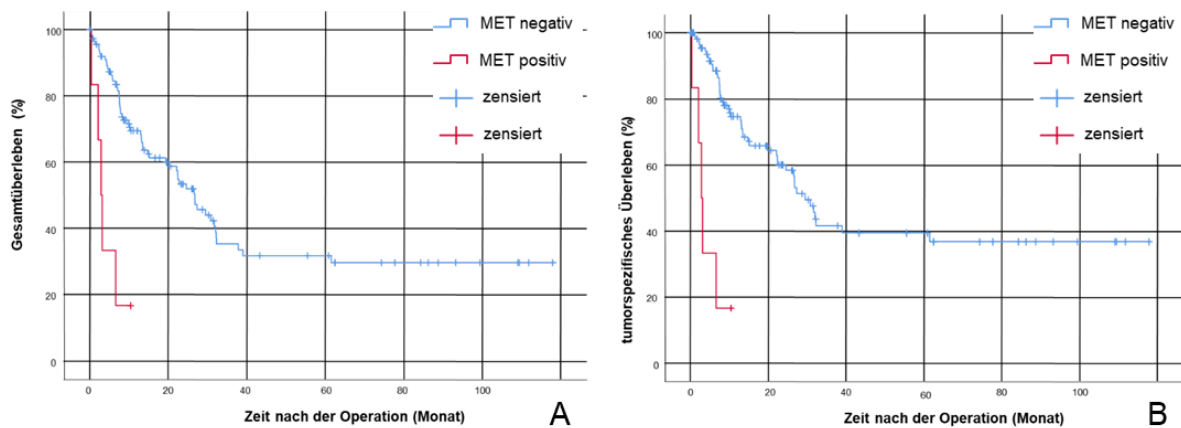 MET negativ
MET positiv
zensiert
zensiert
Gesamtüberleben (%)
100
80
60
40
20
0
0 20 40 60 80 100
Zeit nach der Operation (Monat)
A
MET negativ
MET positiv
zensiert
zensiert
tumorspezifisches Überleben (%)
100
80
60
40
20
0
0 20 40 60 80 100
Zeit nach der Operation (Monat)
B